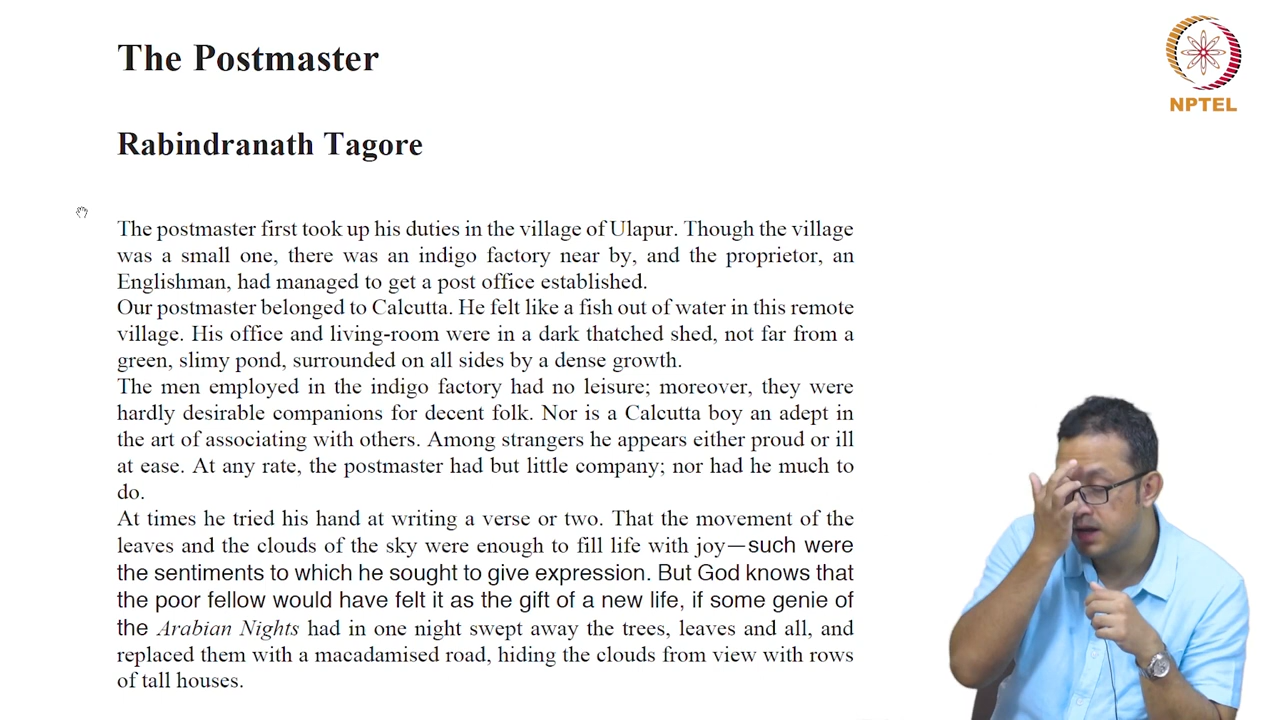 The Postmaster
NPTEL
Rabindranath Tagore
The postmaster first took up his duties in the village of Ulapur. Though the village
was a small one, there was an indigo factory near by, and the proprietor, an
Englishman, had managed to get a post office established.
Our postmaster belonged to Calcutta. He felt like a fish out of water in this remote
village. His office and living-room were in a dark thatched shed, not far from a
green, slimy pond, surrounded on all sides by a dense growth.
The men employed in the indigo factory had no leisure; moreover, they were
hardly desirable companions for decent folk. Nor is a Calcutta boy an adept in
the art of associating with others. Among strangers he appears either proud or ill
at ease. At any rate, the postmaster had but little company; nor had he much to
do.
At times he tried his hand at writing a verse or two. That the movement of the
leaves and the clouds of the sky were enough to fill life with joy—such were
the sentiments to which he sought to give expression. But God knows that
the poor fellow would have felt it as the gift of a new life, if some genie of
the Arabian Nights had in one night swept away the trees, leaves and all, and
replaced them with a macadamised road, hiding the clouds from view with rows
of tall houses.